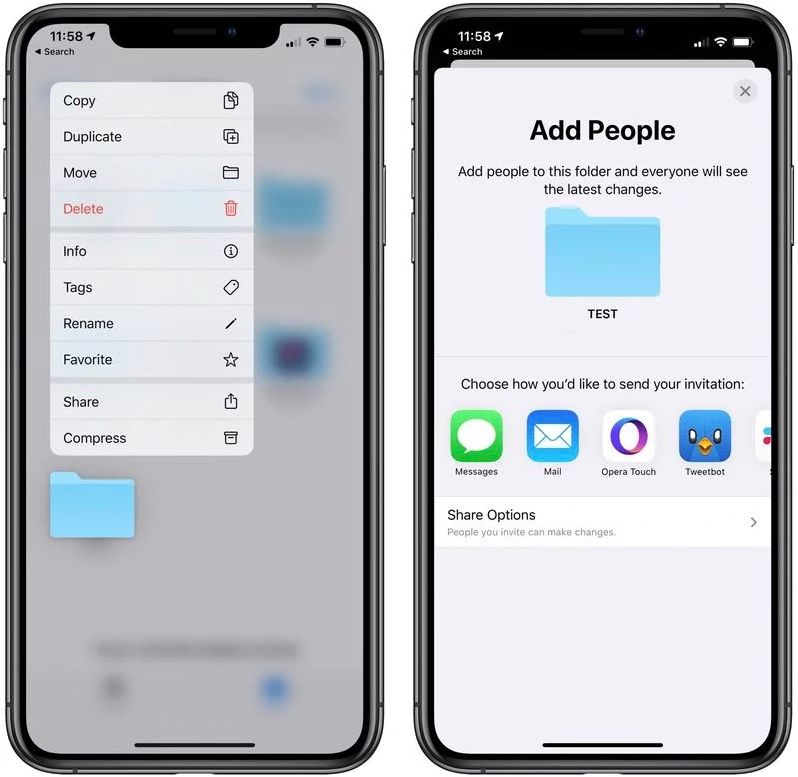 11:58
Search
Copy
Duplicate
Move
Delete
Info
Tags
Rename
Favorite
Share
Compress
11:58
Search
Add People
Add people to this folder and everyone will see
the latest changes.
TEST
Choose how you'd like to send your invitation:
Messages Mail Opera Touch Tweetbot
Share Options
People you invite can make changes.